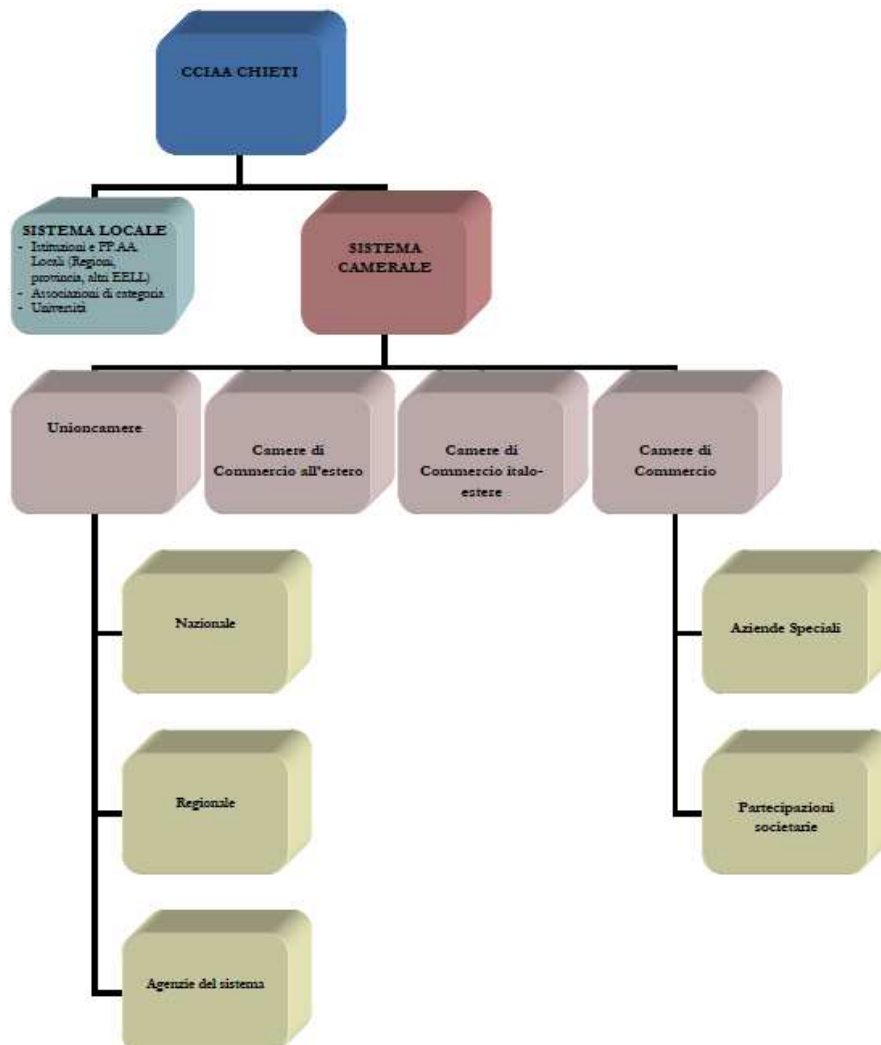 CCIAA CHIETI
SISTEMA LOCALE
- Istituzioni e PP.AA.
Locali (Regioni,
provincia, altri EELL)
- Associazioni di categoria
- Università
SISTEMA
CAMERALE
Unioncamere
Camere di
Commercio all'estero
Camere di
Commercio italo-
estere
Camere di
Commercio
Nazionale
Aziende Speciali
Regionale
Partecipazioni
societarie
Agenzie del sistema